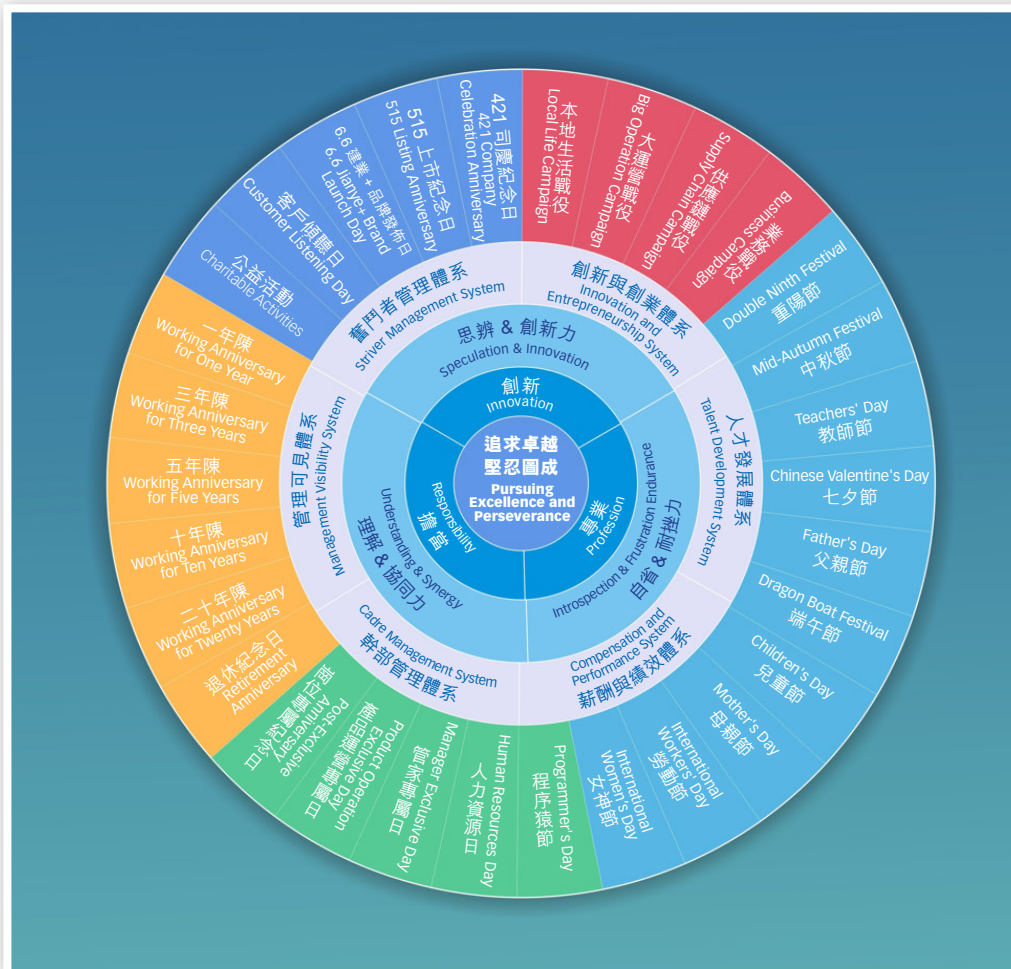 追求卓越
堅忍圖成
Pursuing
Excellence and
Perseverance
創新
Innovation
專業
Profession
擔當
Responsibility
思辨 & 創新力
Speculation & Innovation
自省 & 耐挫力
Introspection & Frustration Endurance
理解 & 協同力
Understanding & Synergy
創新與創業體系
Innovation and
Entrepreneurship System
人才發展體系
Talent Development System
Compensation and
Performance System
薪酬與績效體系
Cadre Management System
幹部管理體系
管理可見體系
Management Visibility System
奮鬥者管理體系
Striver Management System
本地生活戰役
Local Life Campaign
大運營戰役
Big Operation Campaign
供應鏈戰役
Supply Chain Campaign
業務戰役
Business Campaign
Double Ninth Festival
重陽節
Mid-Autumn Festival
中秋節
Teachers' Day
教師節
Chinese Valentine's Day
七夕節
Father's Day
父親節
Dragon Boat Festival
端午節
Children's Day
兒童節
Mother's Day
母親節
International
Workers' Day
勞動節
International
Women's Day
女神節
Programmer's Day
程序猿節
Human Resources Day
人力資源日
Manager Exclusive Day
管家專屬日
Product Operation
Exclusive Day
產品運營專屬日
Post-Exclusive
Anniversary
崗位專屬紀念日
退休紀念日
Retirement
Anniversary
二十年陳
Working Anniversary
for Twenty Years
十年陳
Working Anniversary
for Ten Years
五年陳
Working Anniversary
for Five Years
三年陳
Working Anniversary
for Three Years
一年陳
Working Anniversary
for One Year
公益活動
Charitable Activities
客戶傾聽日
Customer Listening Day
6.6 建業 + 品牌發佈日
6.6 Jianye+ Brand
Launch Day
515 上市紀念日
515 Listing Anniversary
421 司慶紀念日
421 Company
Celebration Anniversary